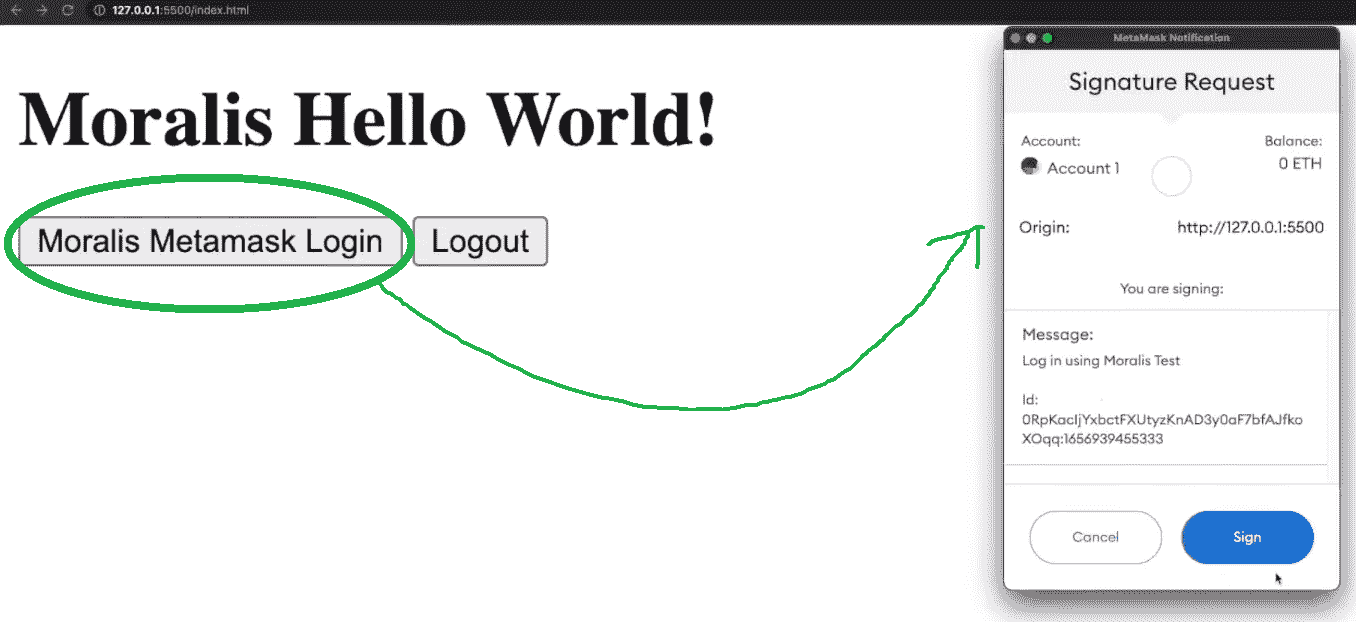 127.0.0.1:5500/index.html
Moralis Hello World!
Moralis Metamask Login Logout
MetaMask Notification
Signature Request
Account: Balance:
Account 1 0 ETH
Origin: http://127.0.0.1:5500
You are signing:
Message:
Log in using Moralis Test
Id:
0RpKacIjYxbctFXUtyzKnAD3y0aF7bfAJfko
XOqq:1656939455333
Cancel Sign